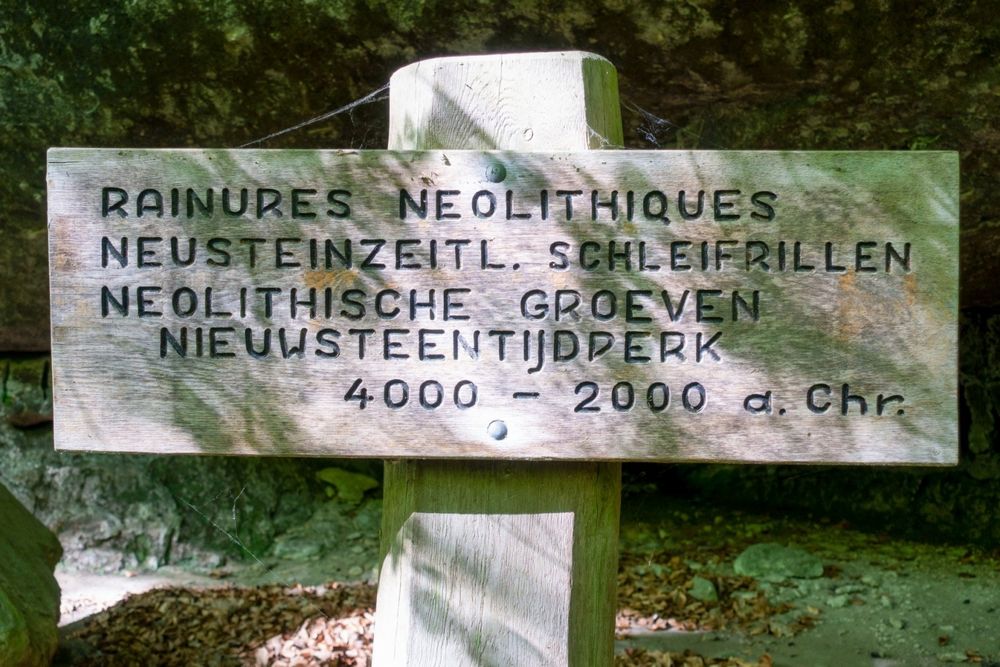 RAINURES NEOLITHIQUES
NEUSTEINZEITL. SCHLEIFRILLEN
NEOLITHISCHE GROEVEN
NIEUWSTEENTIJDPERK
4000 – 2000 a. Chr.